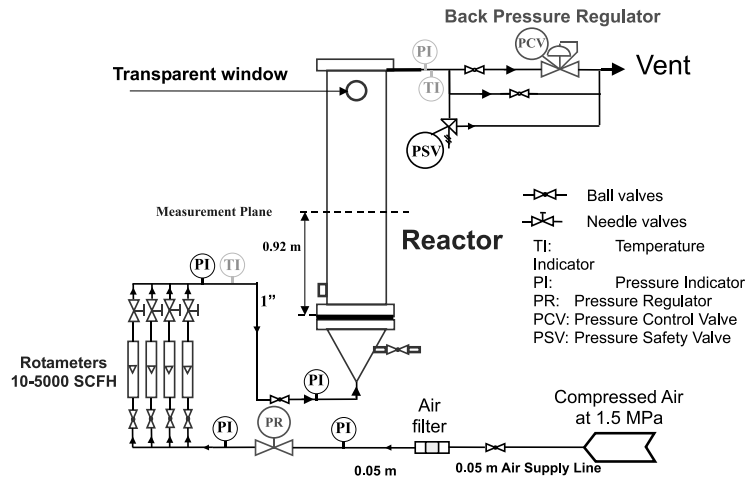 Back Pressure Regulator
PCV
PI
TI
Vent
Transparent window
PSV
Measurement Plane
0.92 m
Reactor
Ball valves
Needle valves
TI: Temperature
Indicator
PI: Pressure Indicator
PR: Pressure Regulator
PCV: Pressure Control Valve
PSV: Pressure Safety Valve
PI
TI
1”
Rotameters
10-5000 SCFH
PI
PI
PR
PI
Air
filter
Compressed Air
at 1.5 MPa
0.05 m
0.05 m Air Supply Line